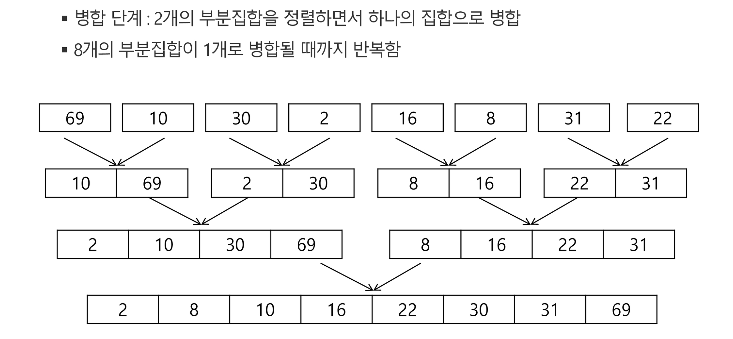 ▪ 병합 단계 : 2개의 부분집합을 정렬하면서 하나의 집합으로 병합
▪ 8개의 부분집합이 1개로 병합될 때까지 반복함
69 10 30 2 16 8 31 22
10 69 2 30 8 16 22 31
2 10 30 69 8 16 22 31
2 8 10 16 22 30 31 69